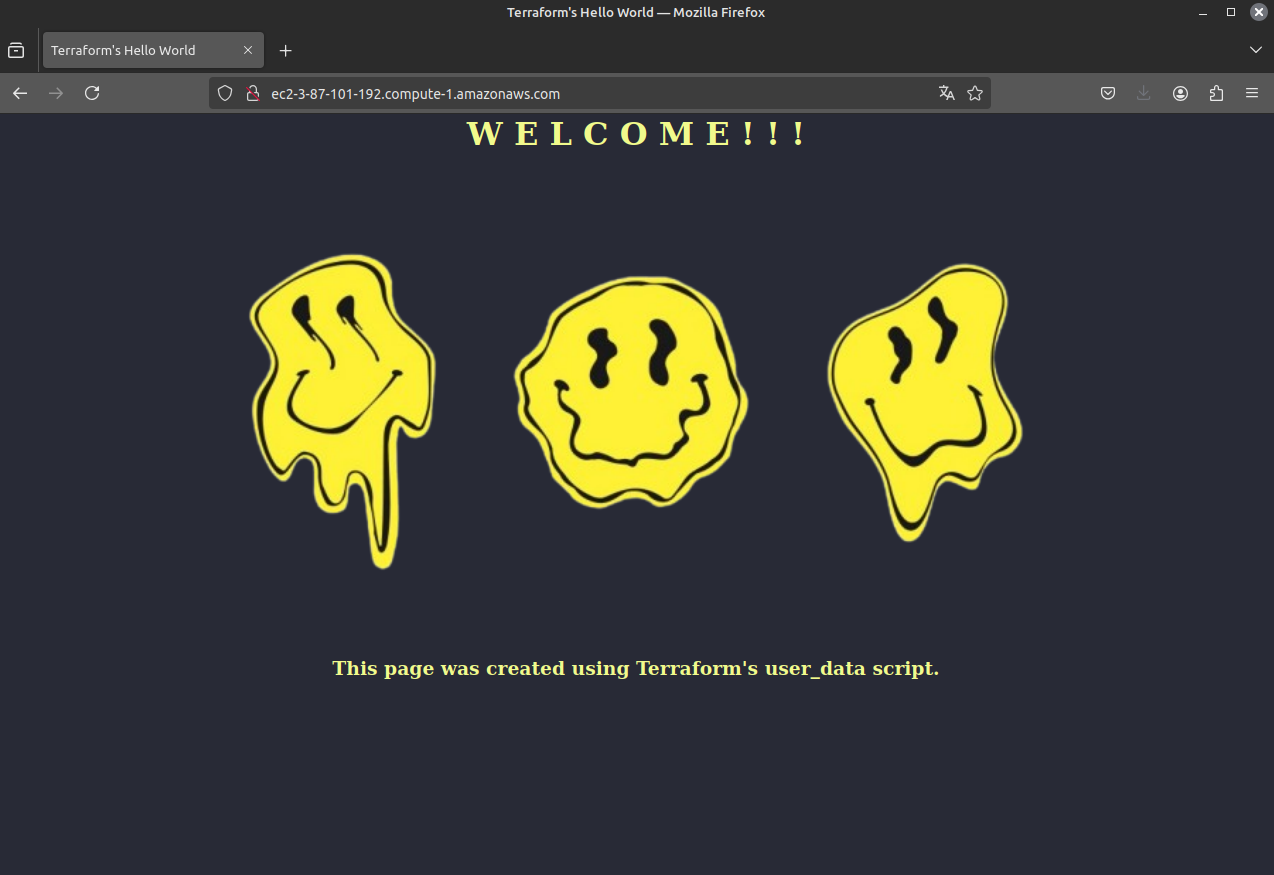 Terraform's Hello World — Mozilla Firefox
Terraform's Hello World
ec2-3-87-101-192.compute-1.amazonaws.com
W E L C O M E ! ! !
This page was created using Terraform's user_data script.